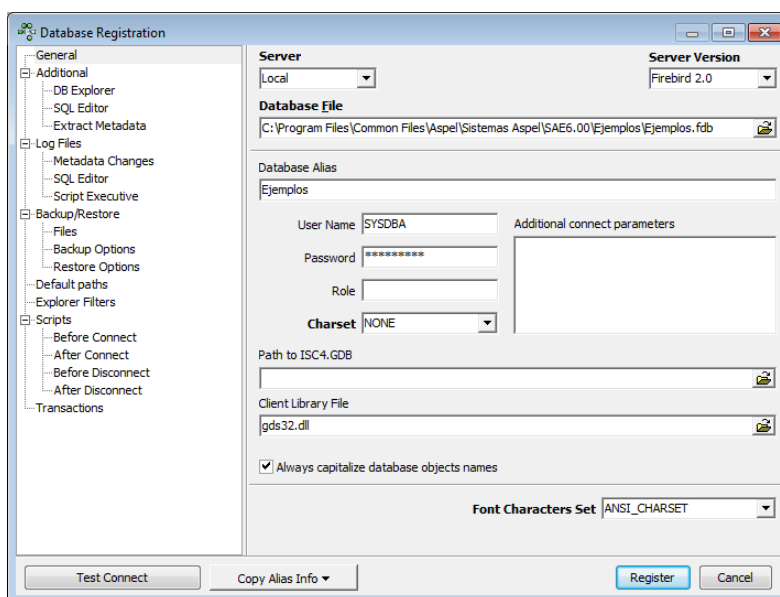 Database Registration
General
Additional
DB Explorer
SQL Editor
Extract Metadata
Log Files
Metadata Changes
SQL Editor
Script Executive
Backup/Restore
Files
Backup Options
Restore Options
Default paths
Explorer Filters
Scripts
Before Connect
After Connect
Before Disconnect
After Disconnect
Transactions
Server
Server Version
Local
Firebird 2.0
Database File
C:\Program Files\Common Files\Aspel\Sistemas Aspel\SAE6.00\Ejemplos\Ejemplos.fdb
Database Alias
Ejemplos
User Name SYSDBA
Additional connect parameters
Password *********
Role
Charset NONE
Path to ISC4.GDB
Client Library File
gds32.dll
Always capitalize database objects names
Font Characters Set ANSI_CHARSET
Test Connect
Copy Alias Info
Register
Cancel